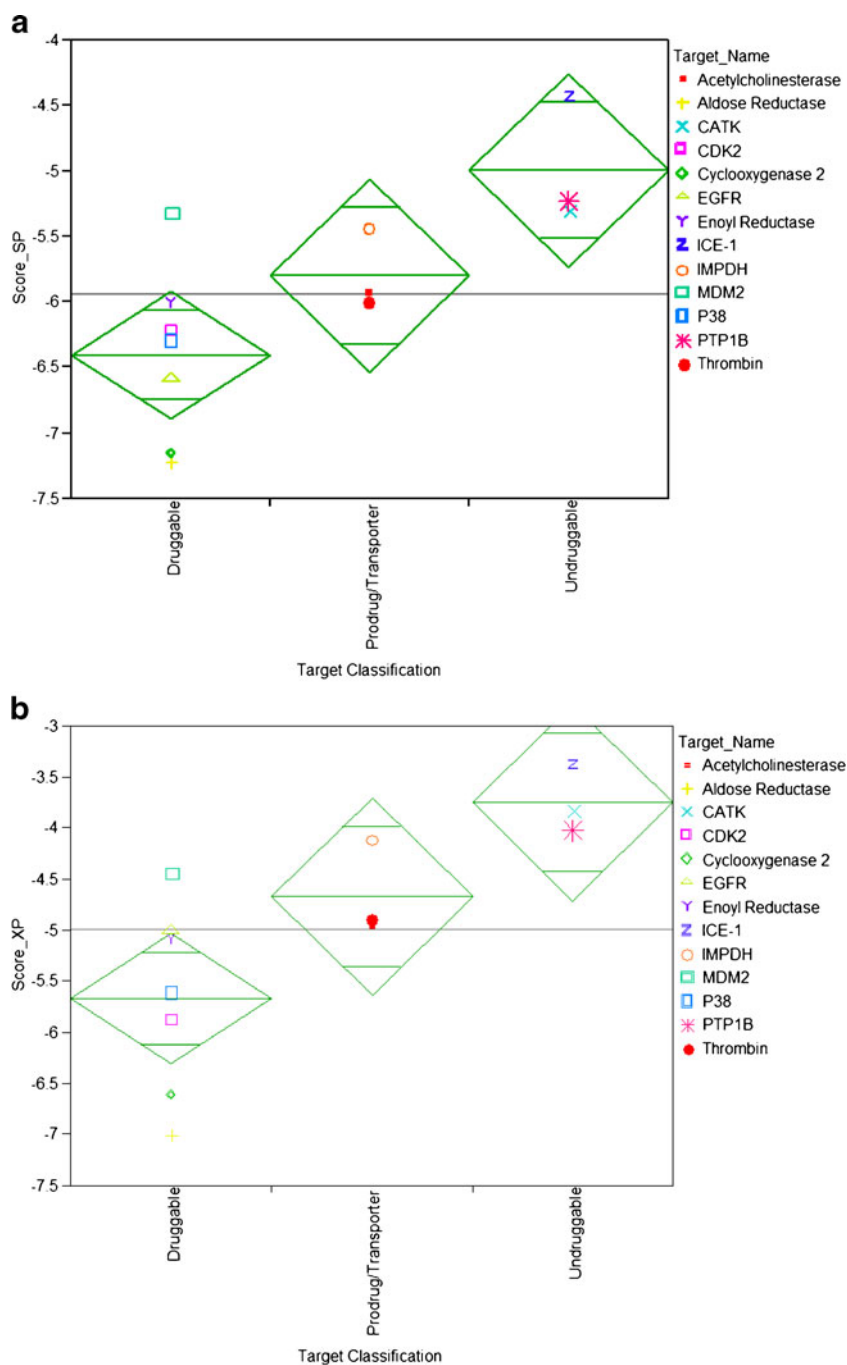 a
-4
-4.5
-5
-5.5
-6
-6.5
-7
-7.5
Score_SP
Druggable
Prodrug/Transporter
Undruggable
Target Classification
Target_Name
Acetylcholinesterase
Aldose Reductase
CATK
CDK2
Cyclooxygenase 2
EGFR
Enoyl Reductase
ICE-1
IMPDH
MDM2
P38
PTP1B
Thrombin
b
-3
-3.5
-4
-4.5
-5
-5.5
-6
-6.5
-7
-7.5
Score_XP
Druggable
Prodrug/Transporter
Undruggable
Target Classification
Target_Name
Acetylcholinesterase
Aldose Reductase
CATK
CDK2
Cyclooxygenase 2
EGFR
Enoyl Reductase
ICE-1
IMPDH
MDM2
P38
PTP1B
Thrombin